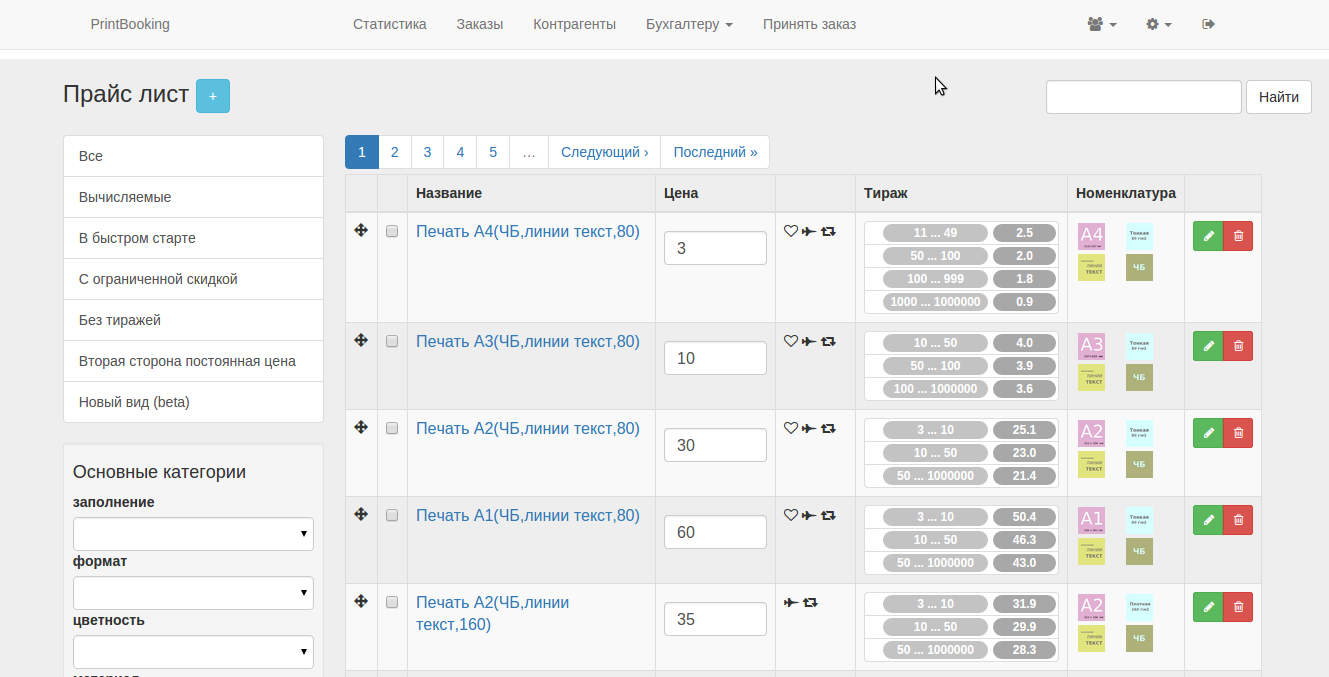 PrintBooking Статистика Заказы Контрагенты Бухгалтеру Принять заказ
Прайс лист + Найти
Все
Вычисляемые
В быстром старте
С ограниченной скидкой
Без тиражей
Вторая сторона постоянная цена
Новый вид (beta)
Основные категории
заполнение
формат
цветность
1 2 3 4 5 … Следующий › Последний »
Название Цена Тираж Номенклатура
Печать А4(ЧБ,линии текст,80) 3
11 ... 49 2.5
50 ... 100 2.0
100 ... 999 1.8
1000 ... 1000000 0.9
A4 Тонкая
ЛИНИИ ТЕКСТ ЧБ
Печать А3(ЧБ,линии текст,80) 10
10 ... 50 4.0
50 ... 100 3.9
100 ... 1000000 3.6
A3 Тонкая
ЛИНИИ ТЕКСТ ЧБ
Печать А2(ЧБ,линии текст,80) 30
3 ... 10 25.1
10 ... 50 23.0
50 ... 1000000 21.4
A2 Тонкая
ЛИНИИ ТЕКСТ ЧБ
Печать А1(ЧБ,линии текст,80) 60
3 ... 10 50.4
10 ... 50 46.3
50 ... 1000000 43.0
A1 Тонкая
ЛИНИИ ТЕКСТ ЧБ
Печать А2(ЧБ,линии
текст,160) 35
3 ... 10 31.9
10 ... 50 29.9
50 ... 1000000 28.3
A2 Плотная
ЛИНИИ ТЕКСТ ЧБ